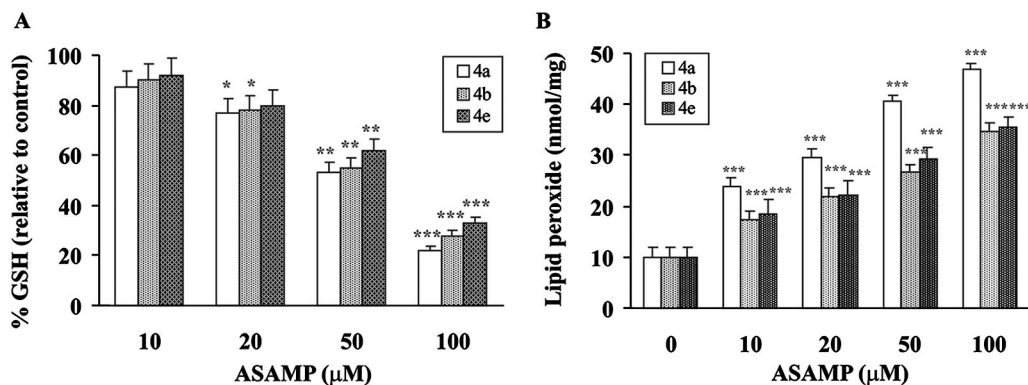 A
% GSH (relative to control)
100
80
60
40
20
0
4a
4b
4e
* *
** ** **
*** *** ***
10 20 50 100
ASAMP (μM)
B
Lipid peroxide (nmol/mg)
50
40
30
20
10
0
4a
4b
4e
*** *** ***
*** *** ***
*** *** ***
*** *** ***
0 10 20 50 100
ASAMP (μM)